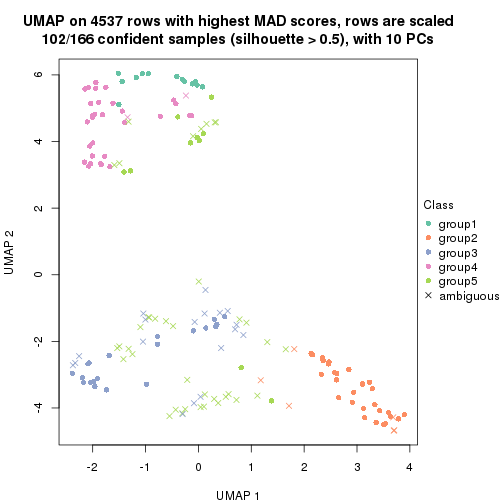 UMAP on 4537 rows with highest MAD scores, rows are scaled
102/166 confident samples (silhouette > 0.5), with 10 PCs
6
4
2
0
-2
-4
UMAP 2
-2
-1
0
1
2
3
4
UMAP 1
Class
group1
group2
group3
group4
group5
ambiguous